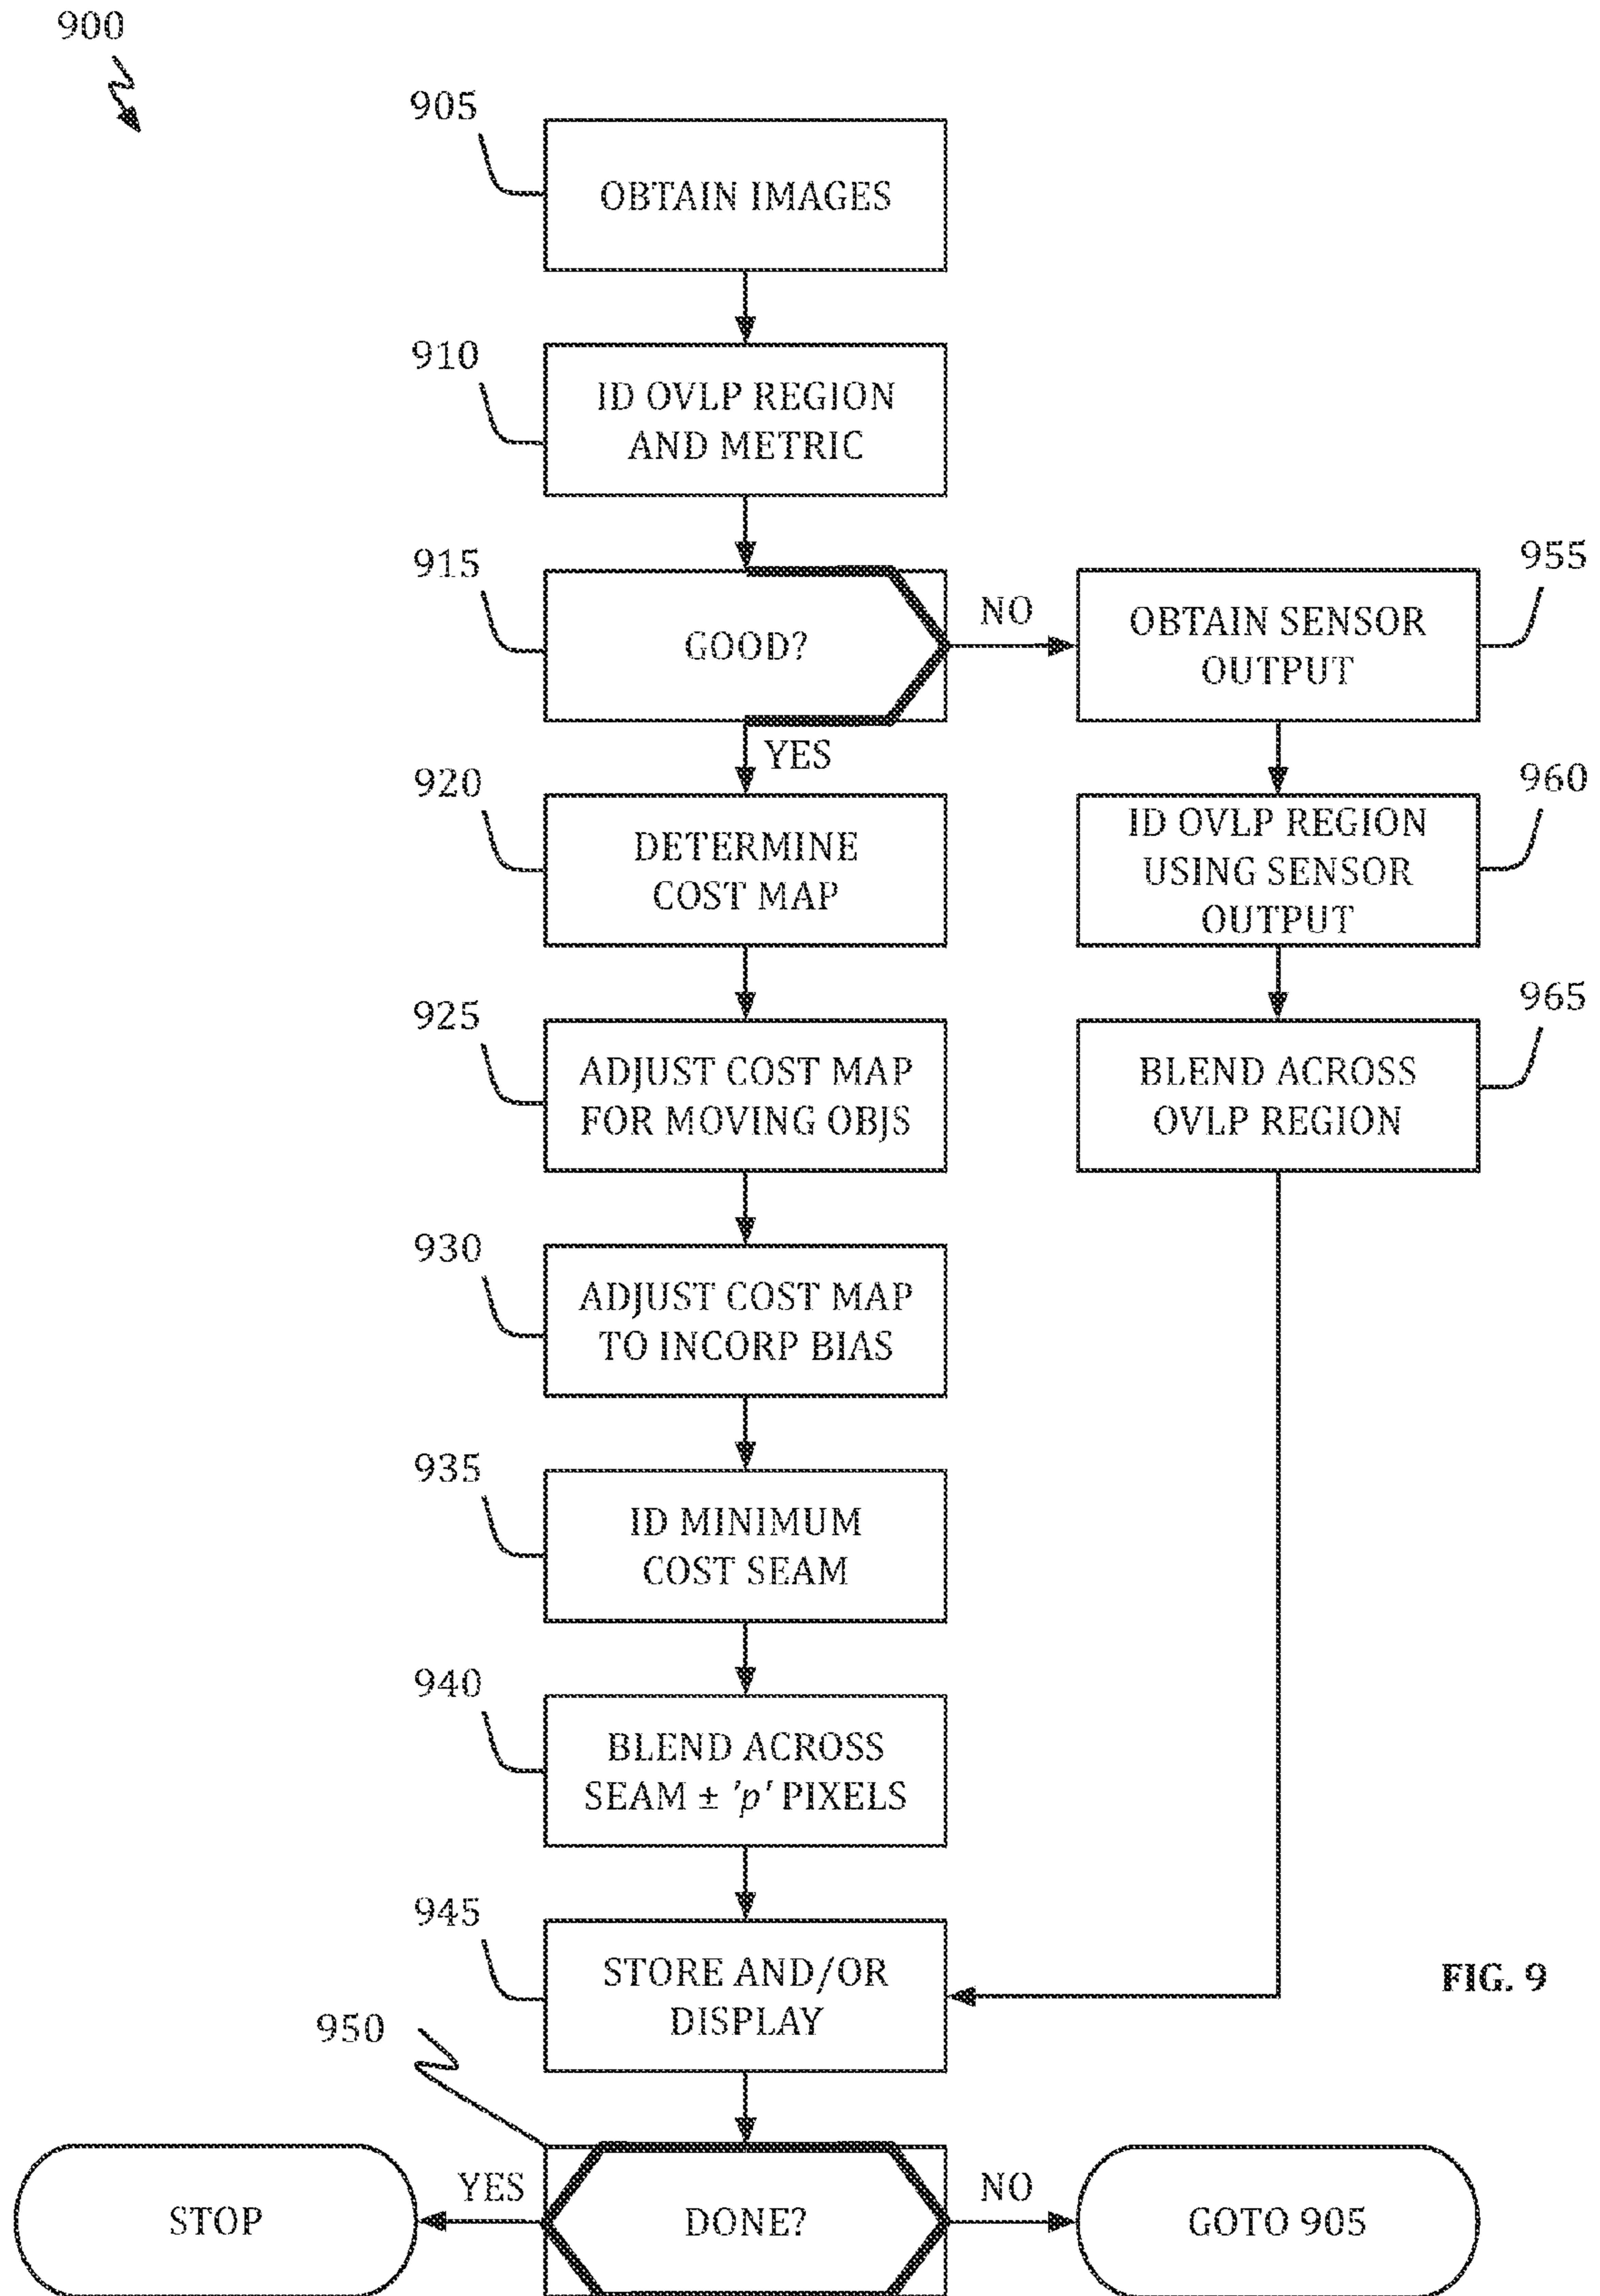 900
905
OBTAIN IMAGES
910
ID OVLP REGION
AND METRIC
915
GOOD?
NO
YES
955
OBTAIN SENSOR
OUTPUT
920
DETERMINE
COST MAP
960
ID OVLP REGION
USING SENSOR
OUTPUT
925
ADJUST COST MAP
FOR MOVING OBJS
965
BLEND ACROSS
OVLP REGION
930
ADJUST COST MAP
TO INCORP BIAS
935
ID MINIMUM
COST SEAM
940
BLEND ACROSS
SEAM ± 'p' PIXELS
945
STORE AND/OR
DISPLAY
FIG. 9
950
STOP
YES
DONE?
NO
GOTO 905